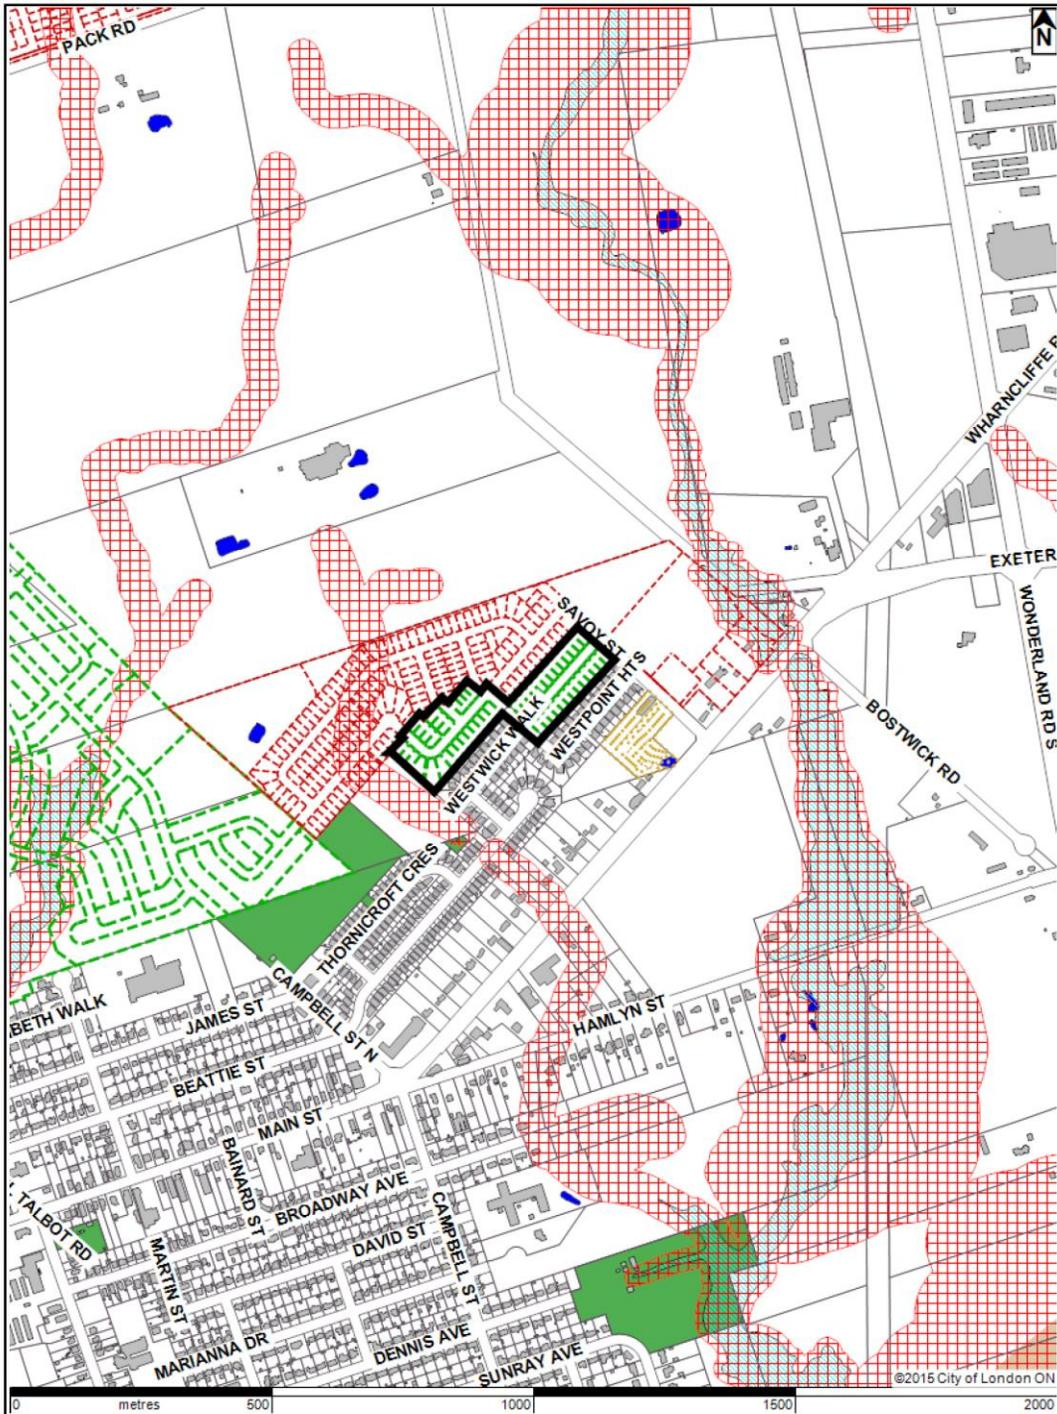 N
PACK RD
WHARNCLIFFE R
EXETER
WONDERLAND RD S
SAVOY ST
WESTPOINT HTS
WESTWICK WALK
BOSTWICK RD
THORNICROFT CRES
CAMPBELL ST N
BETH WALK
JAMES ST
HAMLYN ST
BEATTIE ST
MAIN ST
BAINARD ST
BROADWAY AVE
TALBOT RD
DAVID ST
CAMPBELL ST
MARTIN ST
MARIANNA DR
DENNIS AVE
SUNRAY AVE
©2015 City of London ON
0 metres 500 1000 1500 2000